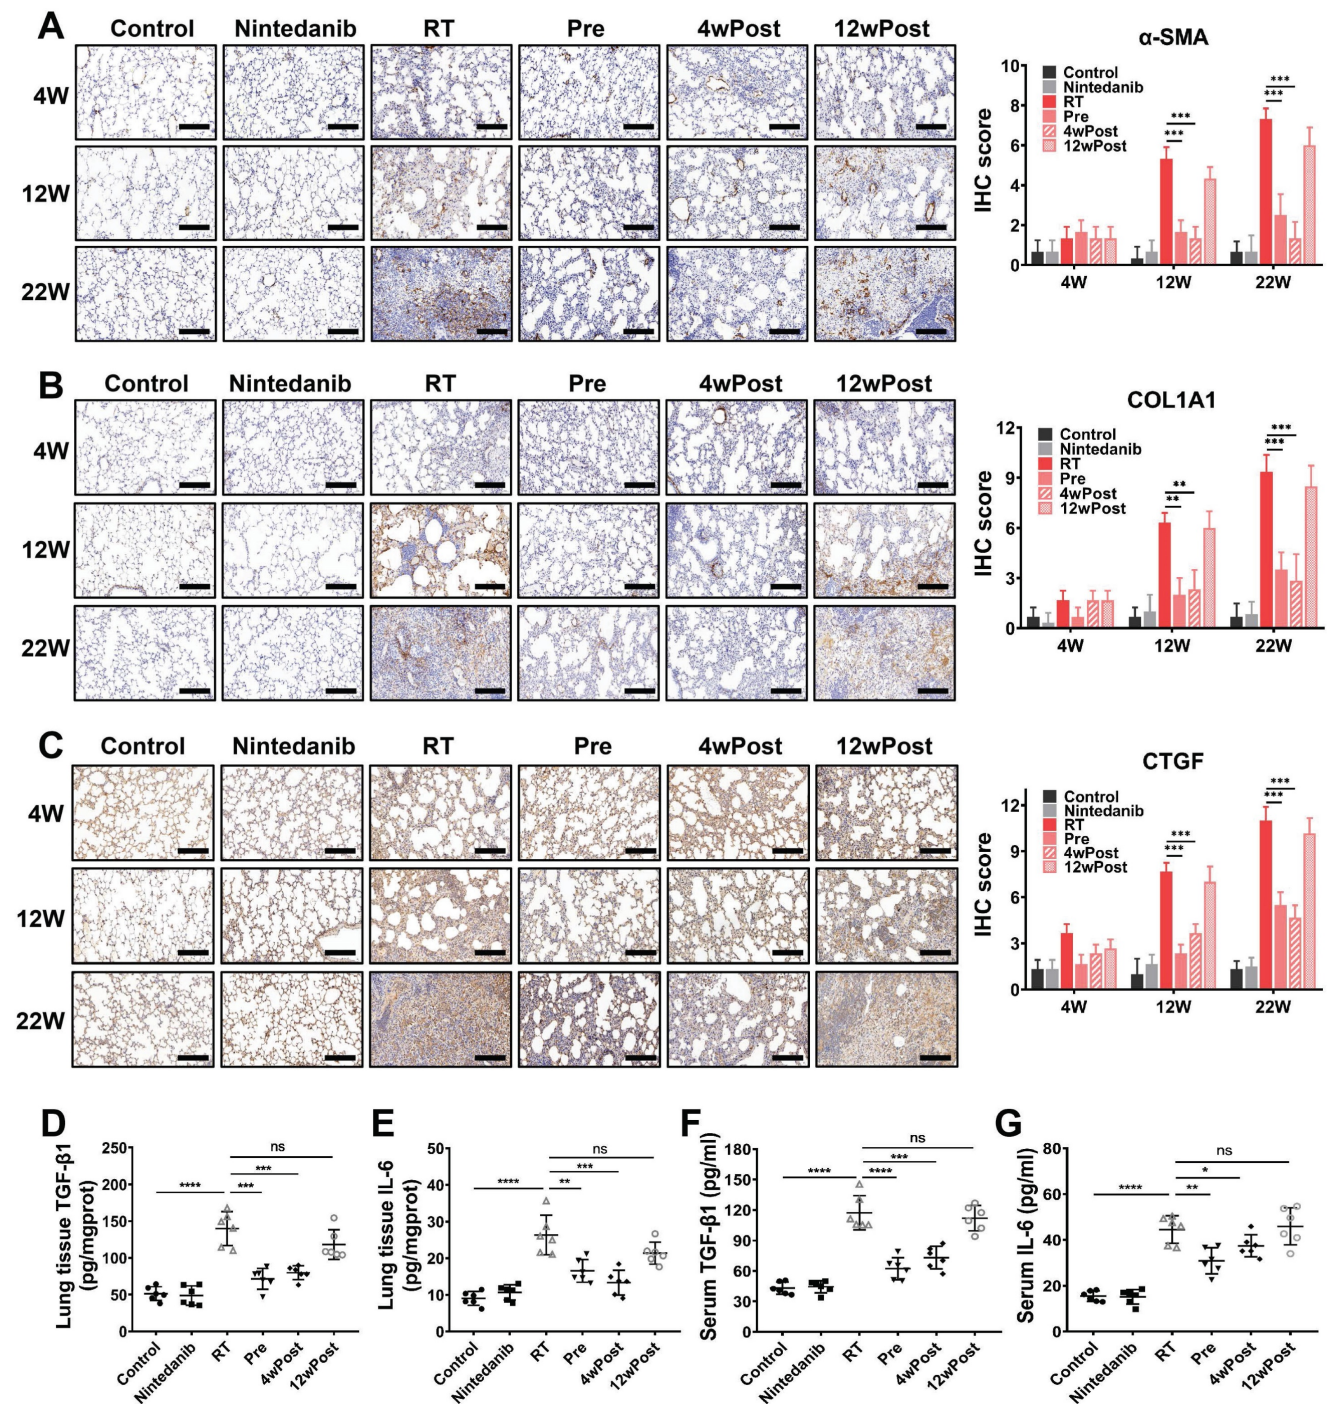 A
Control Nintedanib RT Pre 4wPost 12wPost
4W
12W
22W
α-SMA
IHC score
10
8
6
4
2
0
Control
Nintedanib
RT
Pre
4wPost
12wPost
*** ***
*** ***
4W 12W 22W
B
Control Nintedanib RT Pre 4wPost 12wPost
4W
12W
22W
COL1A1
IHC score
12
9
6
3
0
Control
Nintedanib
RT
Pre
4wPost
12wPost
** ***
** ***
4W 12W 22W
C
Control Nintedanib RT Pre 4wPost 12wPost
4W
12W
22W
CTGF
IHC score
12
9
6
3
0
Control
Nintedanib
RT
Pre
4wPost
12wPost
*** ***
*** ***
4W 12W 22W
D
Lung tissue TGF-β1
(pg/mgprot)
250
200
150
100
50
0
ns
***
**** ***
Control Nintedanib RT Pre 4wPost 12wPost
E
Lung tissue IL-6
(pg/mgprot)
50
40
30
20
10
0
ns
***
**** **
Control Nintedanib RT Pre 4wPost 12wPost
F
Serum TGF-β1 (pg/ml)
180
150
120
90
60
30
0
ns
***
**** ****
Control Nintedanib RT Pre 4wPost 12wPost
G
Serum IL-6 (pg/ml)
80
60
40
20
0
ns
*
**** **
Control Nintedanib RT Pre 4wPost 12wPost